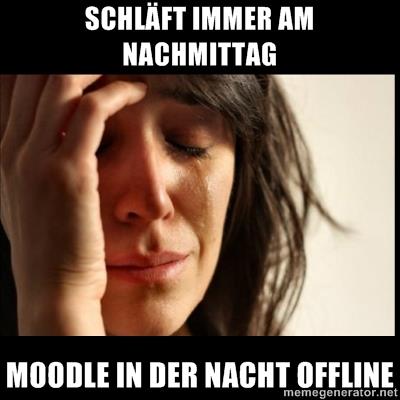 SCHLÄFT IMMER AM
NACHMITTAG
MOODLE IN DER NACHT OFFLINE
memegenerator.net